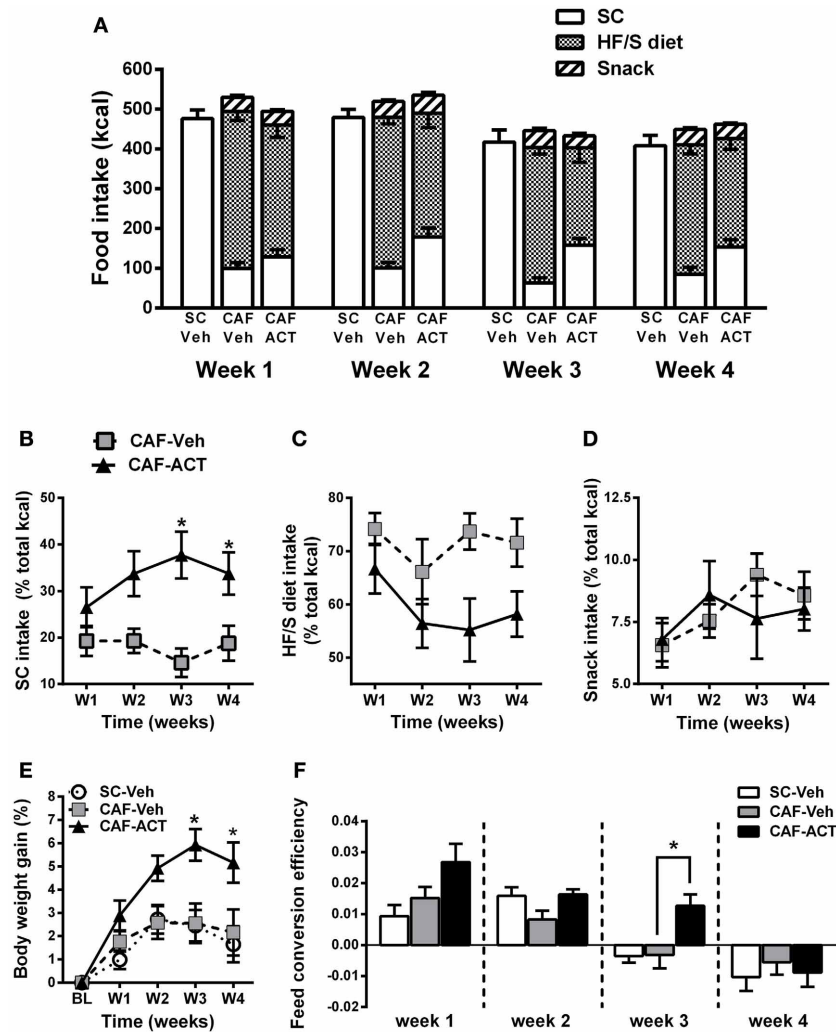 A
SC
HF/S diet
Snack
Food intake (kcal)
600
500
400
300
200
100
0
SC Veh
CAF Veh
CAF ACT
SC Veh
CAF Veh
CAF ACT
SC Veh
CAF Veh
CAF ACT
SC Veh
CAF Veh
CAF ACT
Week 1
Week 2
Week 3
Week 4
B
CAF-Veh
CAF-ACT
SC intake (% total kcal)
50
40
30
20
10
* *
W1 W2 W3 W4
Time (weeks)
C
HF/S diet intake
(% total kcal)
80
70
60
50
W1 W2 W3 W4
Time (weeks)
D
Snack intake (% total kcal)
12.5
10.0
7.5
5.0
W1 W2 W3 W4
Time (weeks)
E
SC-Veh
CAF-Veh
CAF-ACT
Body weight gain (%)
8
7
6
5
4
3
2
1
0
* *
BL W1 W2 W3 W4
Time (weeks)
F
SC-Veh
CAF-Veh
CAF-ACT
Feed conversion efficiency
0.04
0.03
0.02
0.010
0.00
-0.01
-0.02
*
week 1
week 2
week 3
week 4